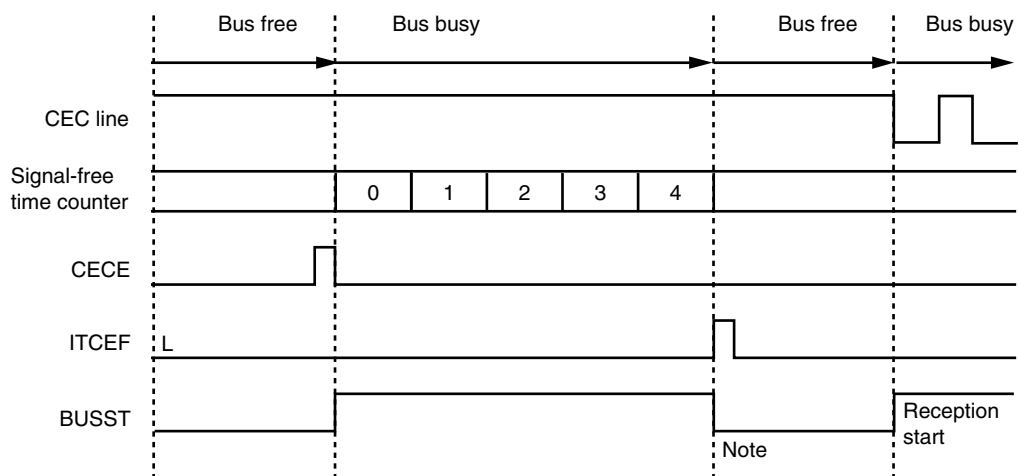 Bus free
Bus busy
Bus free
Bus busy
CEC line
Signal-free
time counter
0 1 2 3 4
CECE
ITCEF
L
BUSST
Note
Reception
start